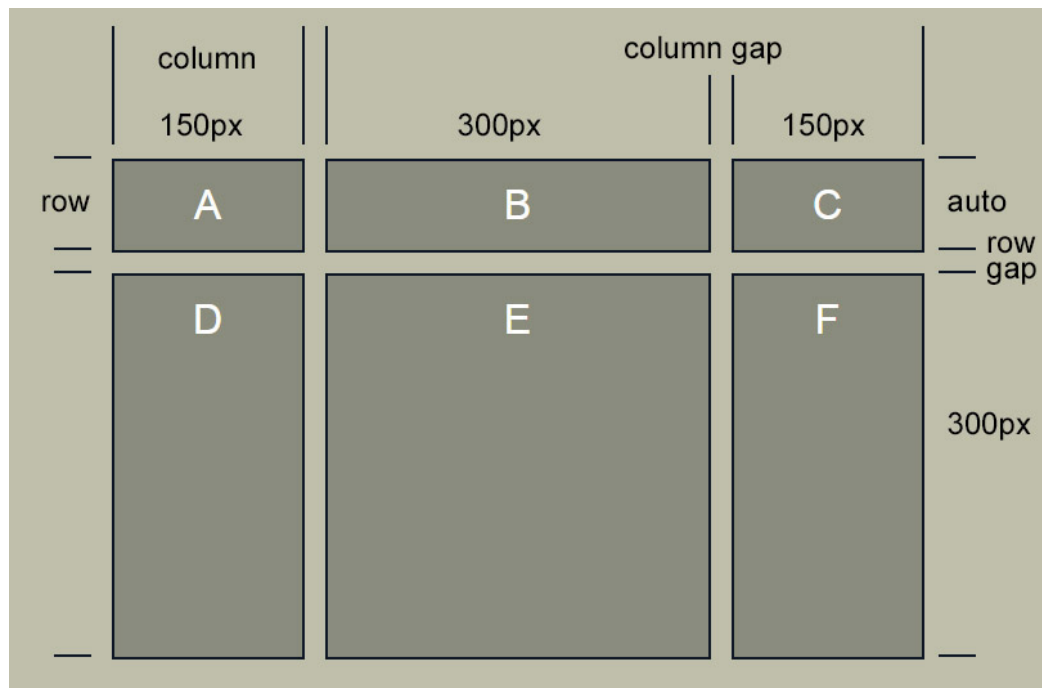 column
column gap
150px
300px
150px
row
A
B
C
auto
row
gap
D
E
F
300px